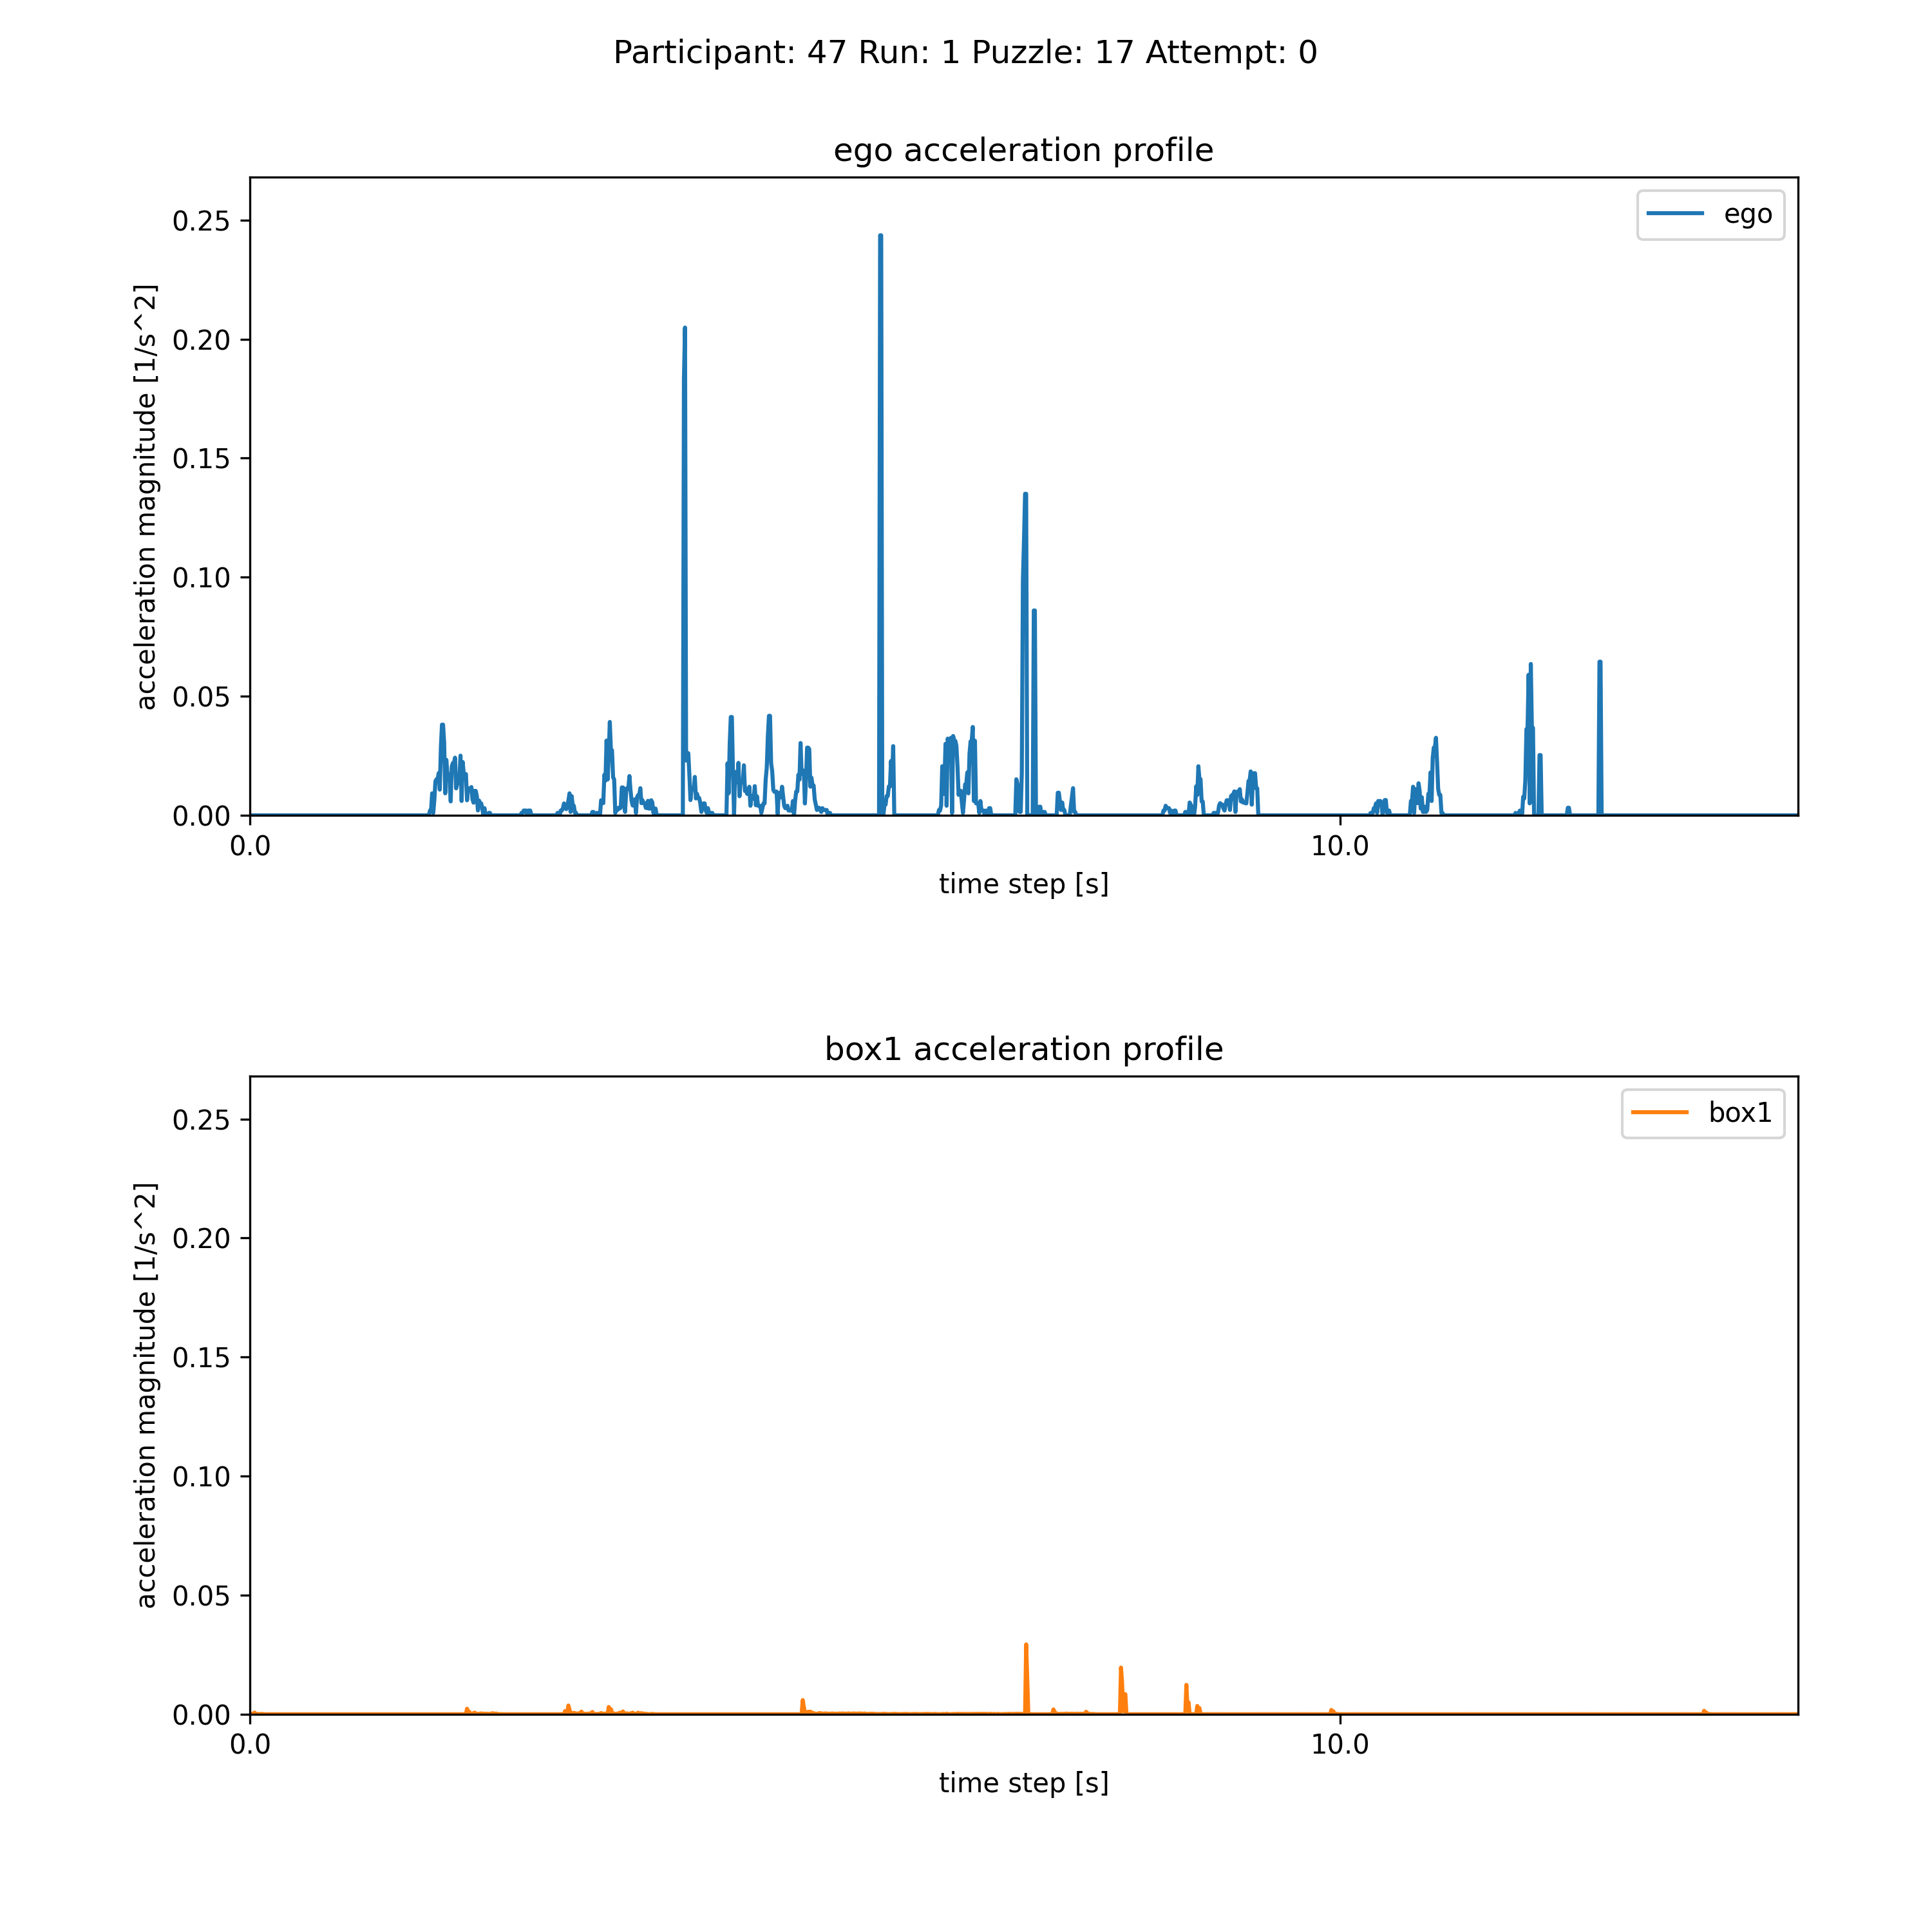 Participant: 47 Run: 1 Puzzle: 17 Attempt: 0
ego acceleration profile
ego
acceleration magnitude [1/s^2]
0.25
0.20
0.15
0.10
0.05
0.00
0.0
10.0
time step [s]
box1 acceleration profile
box1
acceleration magnitude [1/s^2]
0.25
0.20
0.15
0.10
0.05
0.00
0.0
10.0
time step [s]